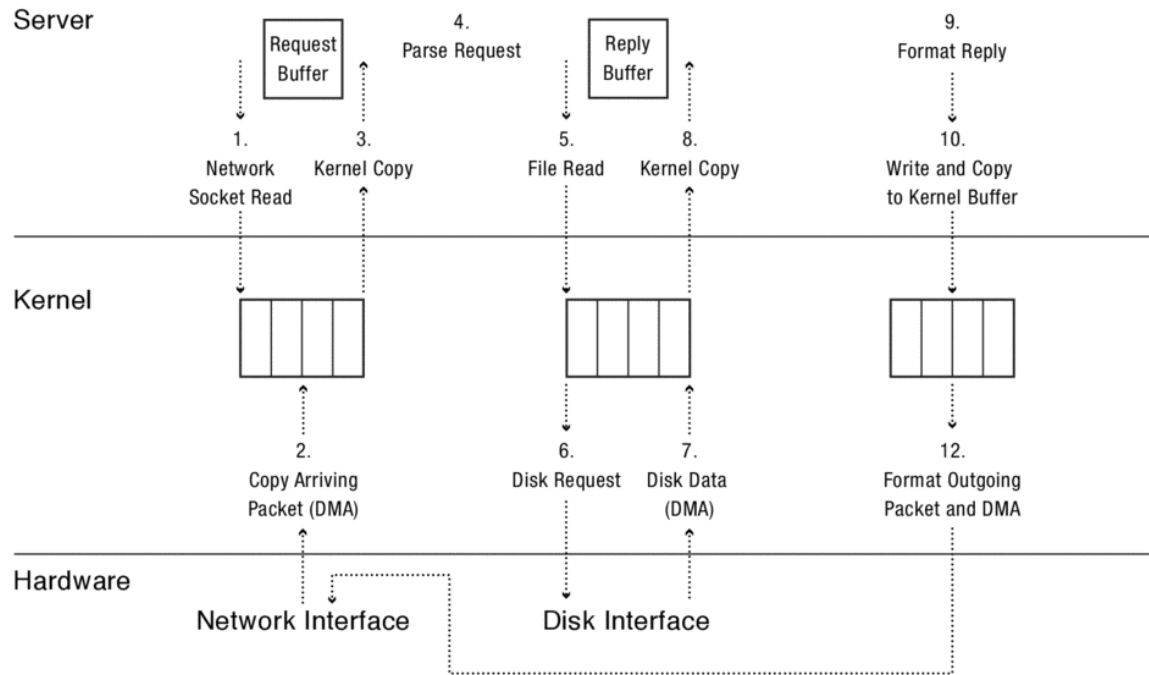 Server
Request
Buffer
4.
Parse Request
Reply
Buffer
9.
Format Reply
1.
Network
Socket Read
3.
Kernel Copy
5.
File Read
8.
Kernel Copy
10.
Write and Copy
to Kernel Buffer
Kernel
2.
Copy Arriving
Packet (DMA)
6.
Disk Request
7.
Disk Data
(DMA)
12.
Format Outgoing
Packet and DMA
Hardware
Network Interface
Disk Interface